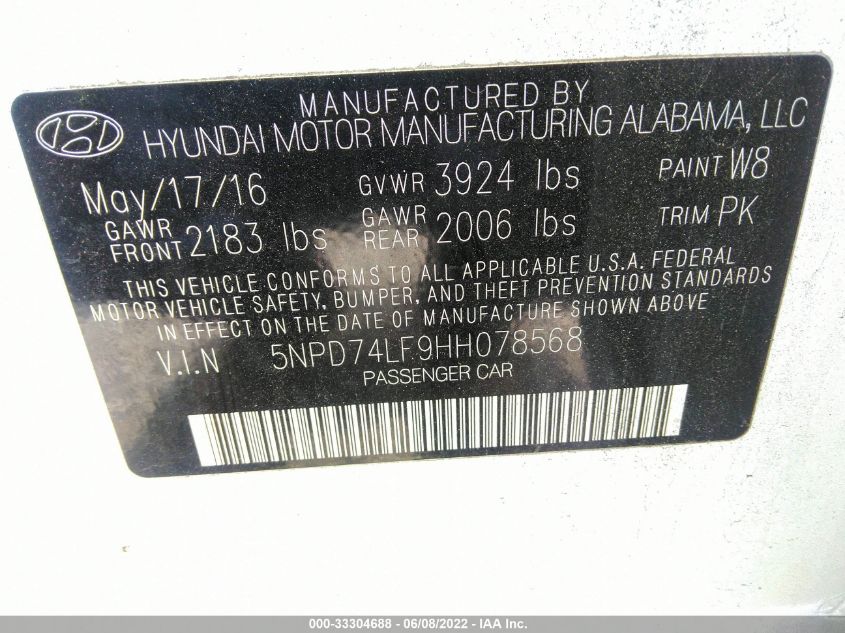 MANUFACTURED BY
HYUNDAI MOTOR MANUFACTURING ALABAMA, LLC
May/17/16 GVWR 3924 lbs PAINT W8
GAWR FRONT 2183 lbs GAWR REAR 2006 lbs TRIM PK
THIS VEHICLE CONFORMS TO ALL APPLICABLE U.S.A. FEDERAL
MOTOR VEHICLE SAFETY, BUMPER, AND THEFT PREVENTION STANDARDS
IN EFFECT ON THE DATE OF MANUFACTURE SHOWN ABOVE
V.I.N 5NPD74LF9HH078568
PASSENGER CAR
000-33304688 - 06/08/2022 - IAA Inc.